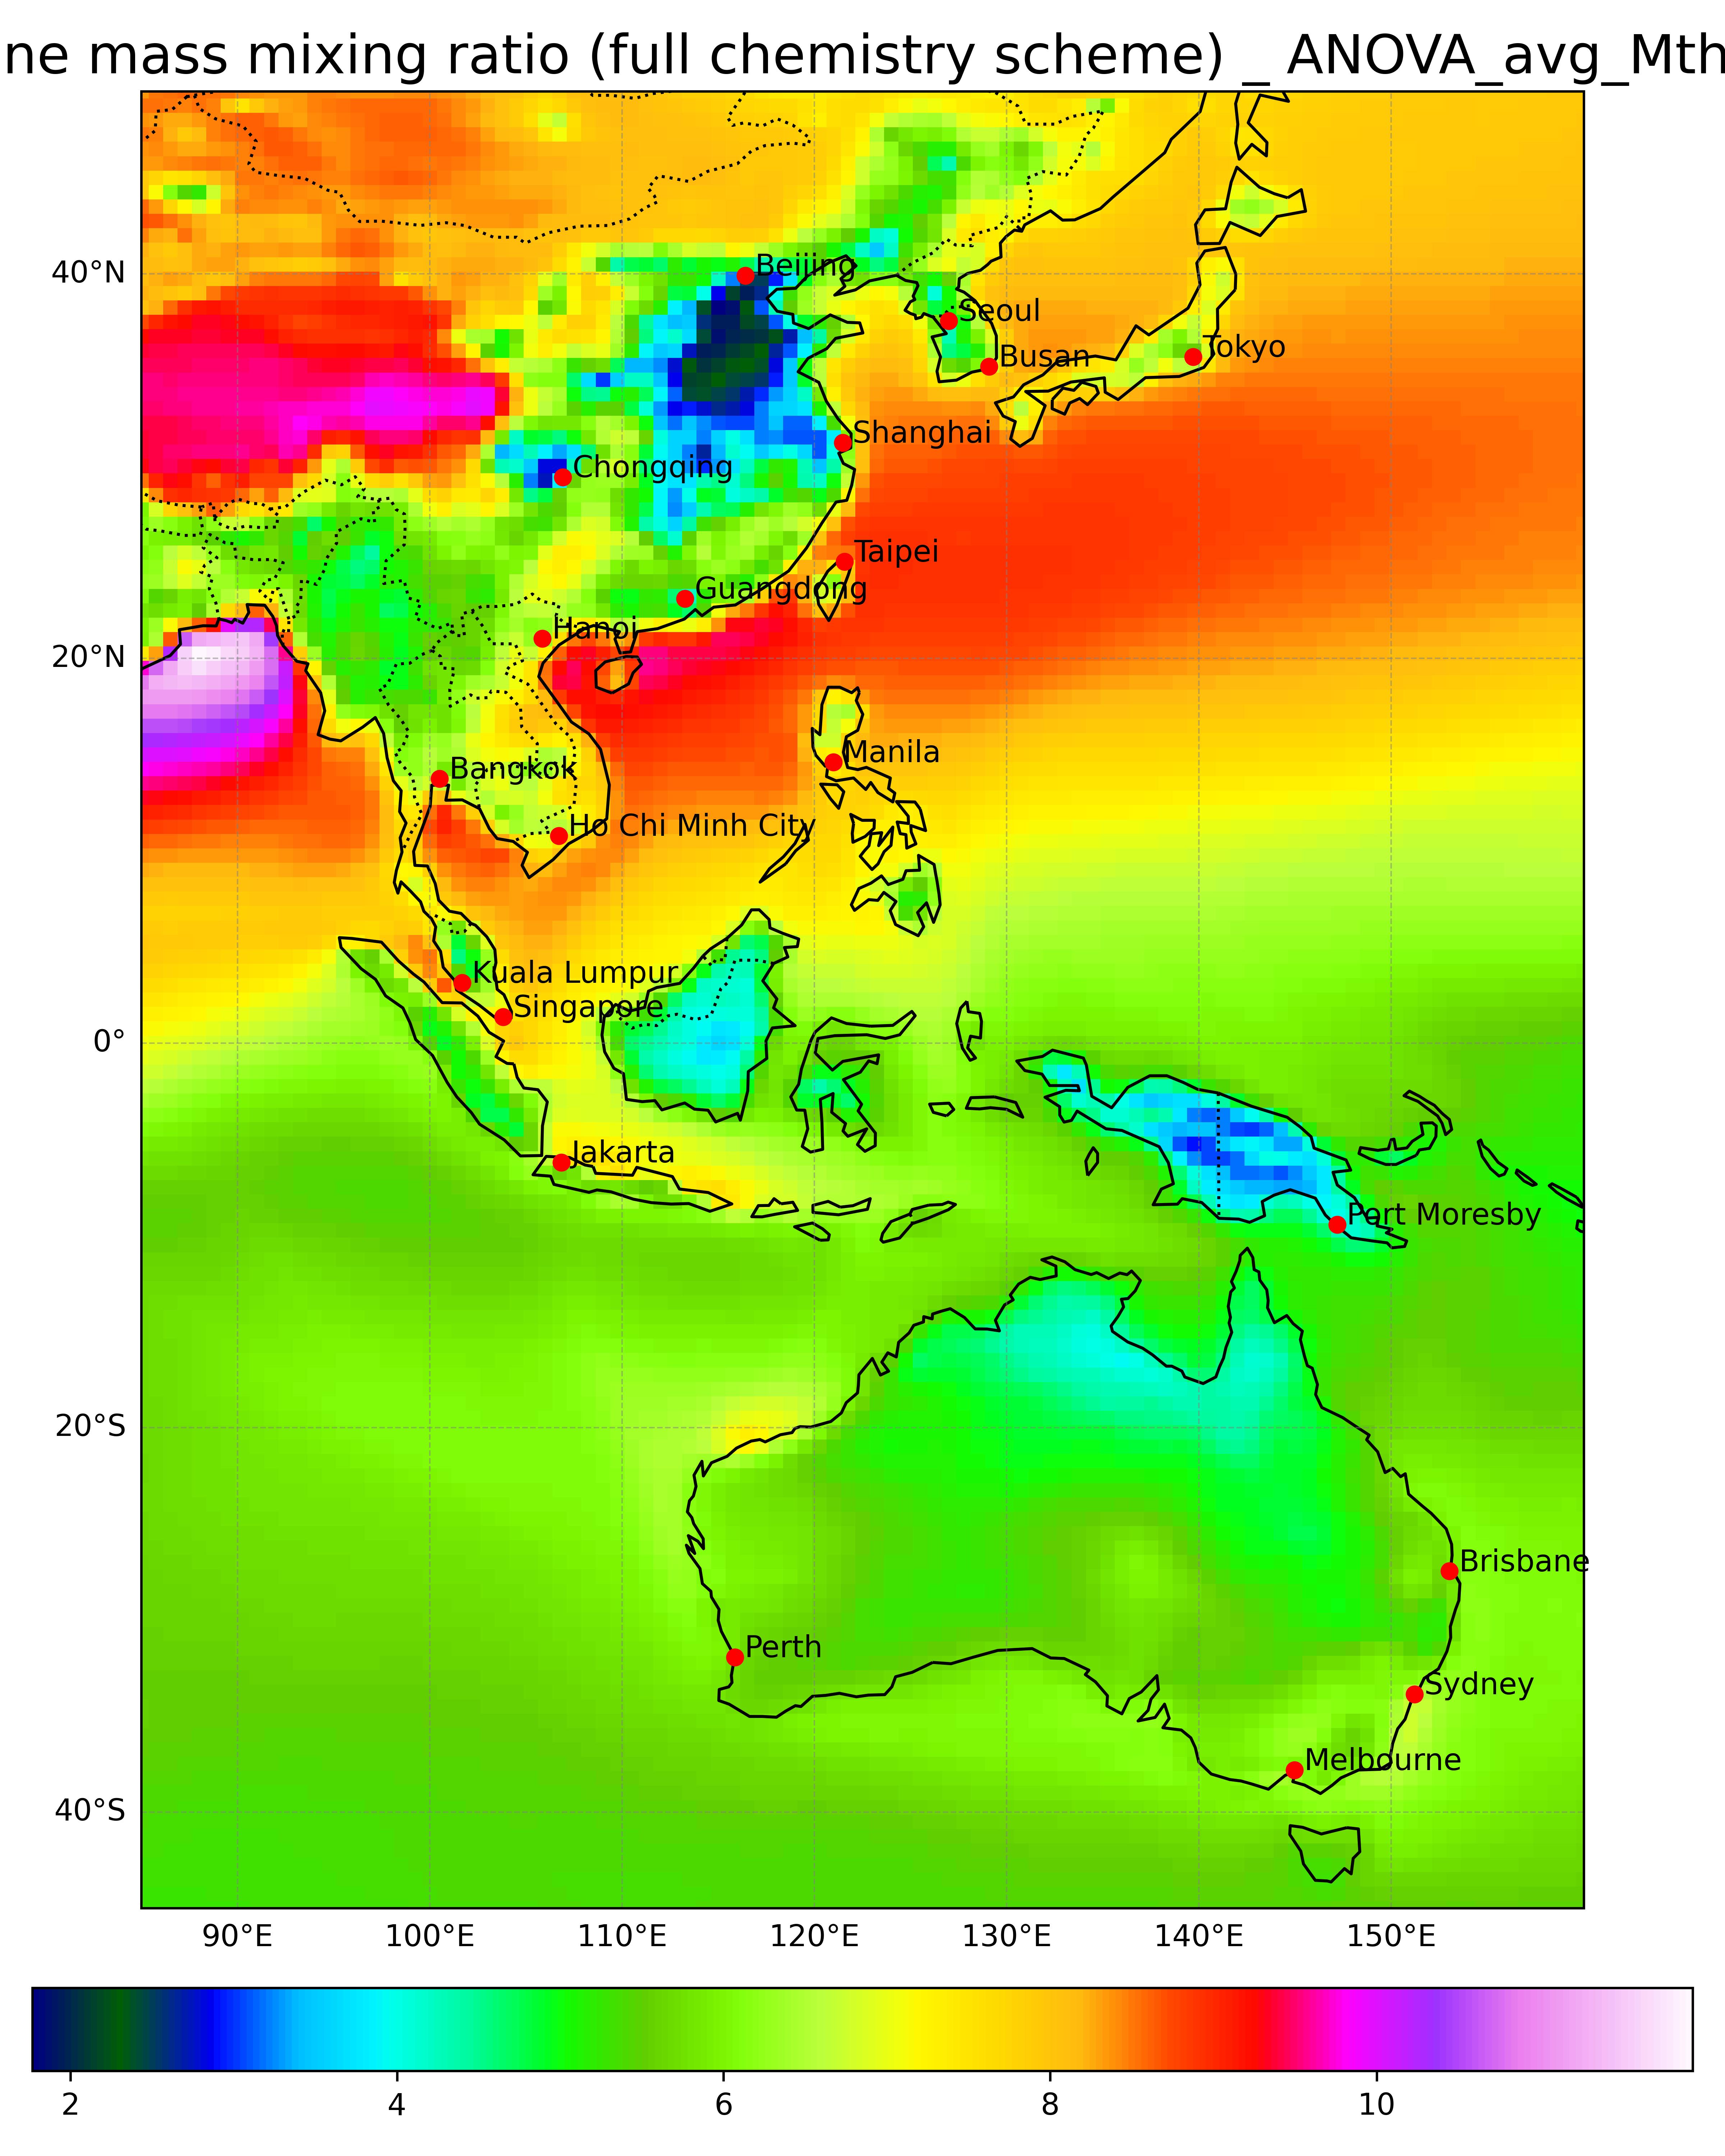 ne mass mixing ratio (full chemistry scheme) _ ANOVA_avg_Mth
40°N
20°N
0°
20°S
40°S
Beijing
Seoul
Busan
Tokyo
Shanghai
Chongqing
Taipei
Guangdong
Hanoi
Manila
Bangkok
Ho Chi Minh City
Kuala Lumpur
Singapore
Jakarta
Port Moresby
Brisbane
Perth
Sydney
Melbourne
90°E 100°E 110°E 120°E 130°E 140°E 150°E
2 4 6 8 10